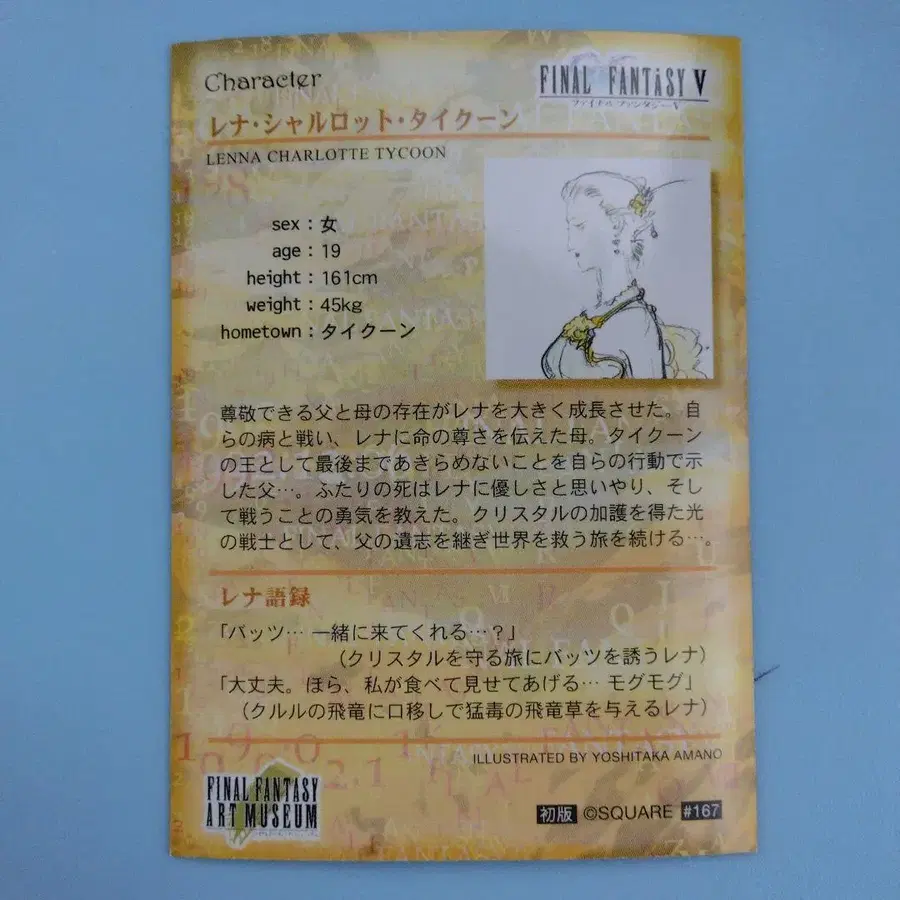 Character
FINAL FANTASY V
ファイナルファンタジーV
レナ・シャルロット・タイクーン
LENNA CHARLOTTE TYCOON
sex：女
age：19
height：161cm
weight：45kg
hometown：タイクーン
尊敬できる父と母の存在がレナを大きく成長させた。自
らの病と戦い、レナに命の尊さを伝えた母。タイクーン
の王として最後まであきらめないことを自らの行動で示
した父…。ふたりの死はレナに優しさと思いやり、そし
て戦うことの勇気を教えた。クリスタルの加護を得た光
の戦士として、父の遺志を継ぎ世界を救う旅を続ける…。
レナ語録
「バッツ… 一緒に来てくれる…？」
（クリスタルを守る旅にバッツを誘うレナ）
「大丈夫。ほら、私が食べて見せてあげる… モグモグ」
（クルルの飛竜に口移しで猛毒の飛竜草を与えるレナ）
ILLUSTRATED BY YOSHITAKA AMANO
FINAL FANTASY
ART MUSEUM
初版 ©SQUARE #167